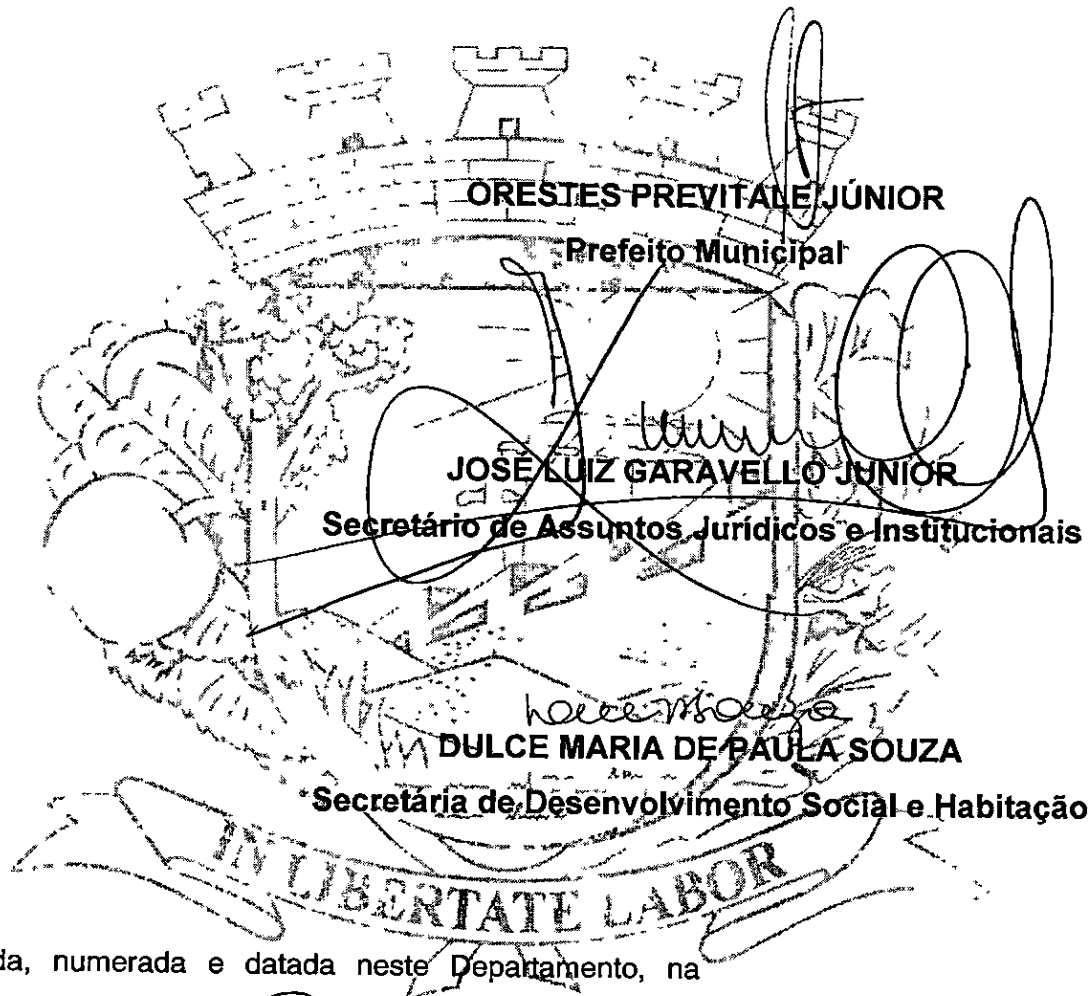 ORESTES PREVITALE JÚNIOR
Prefeito Municipal
JOSÉ LUIZ GARAVELLO JUNIOR
Secretário de Assuntos Jurídicos e Institucionais
DULCE MARIA DE PAULA SOUZA
Secretária de Desenvolvimento Social e Habitação
IN LIBERTATE LABOR
da, numerada e datada neste Departamento, na